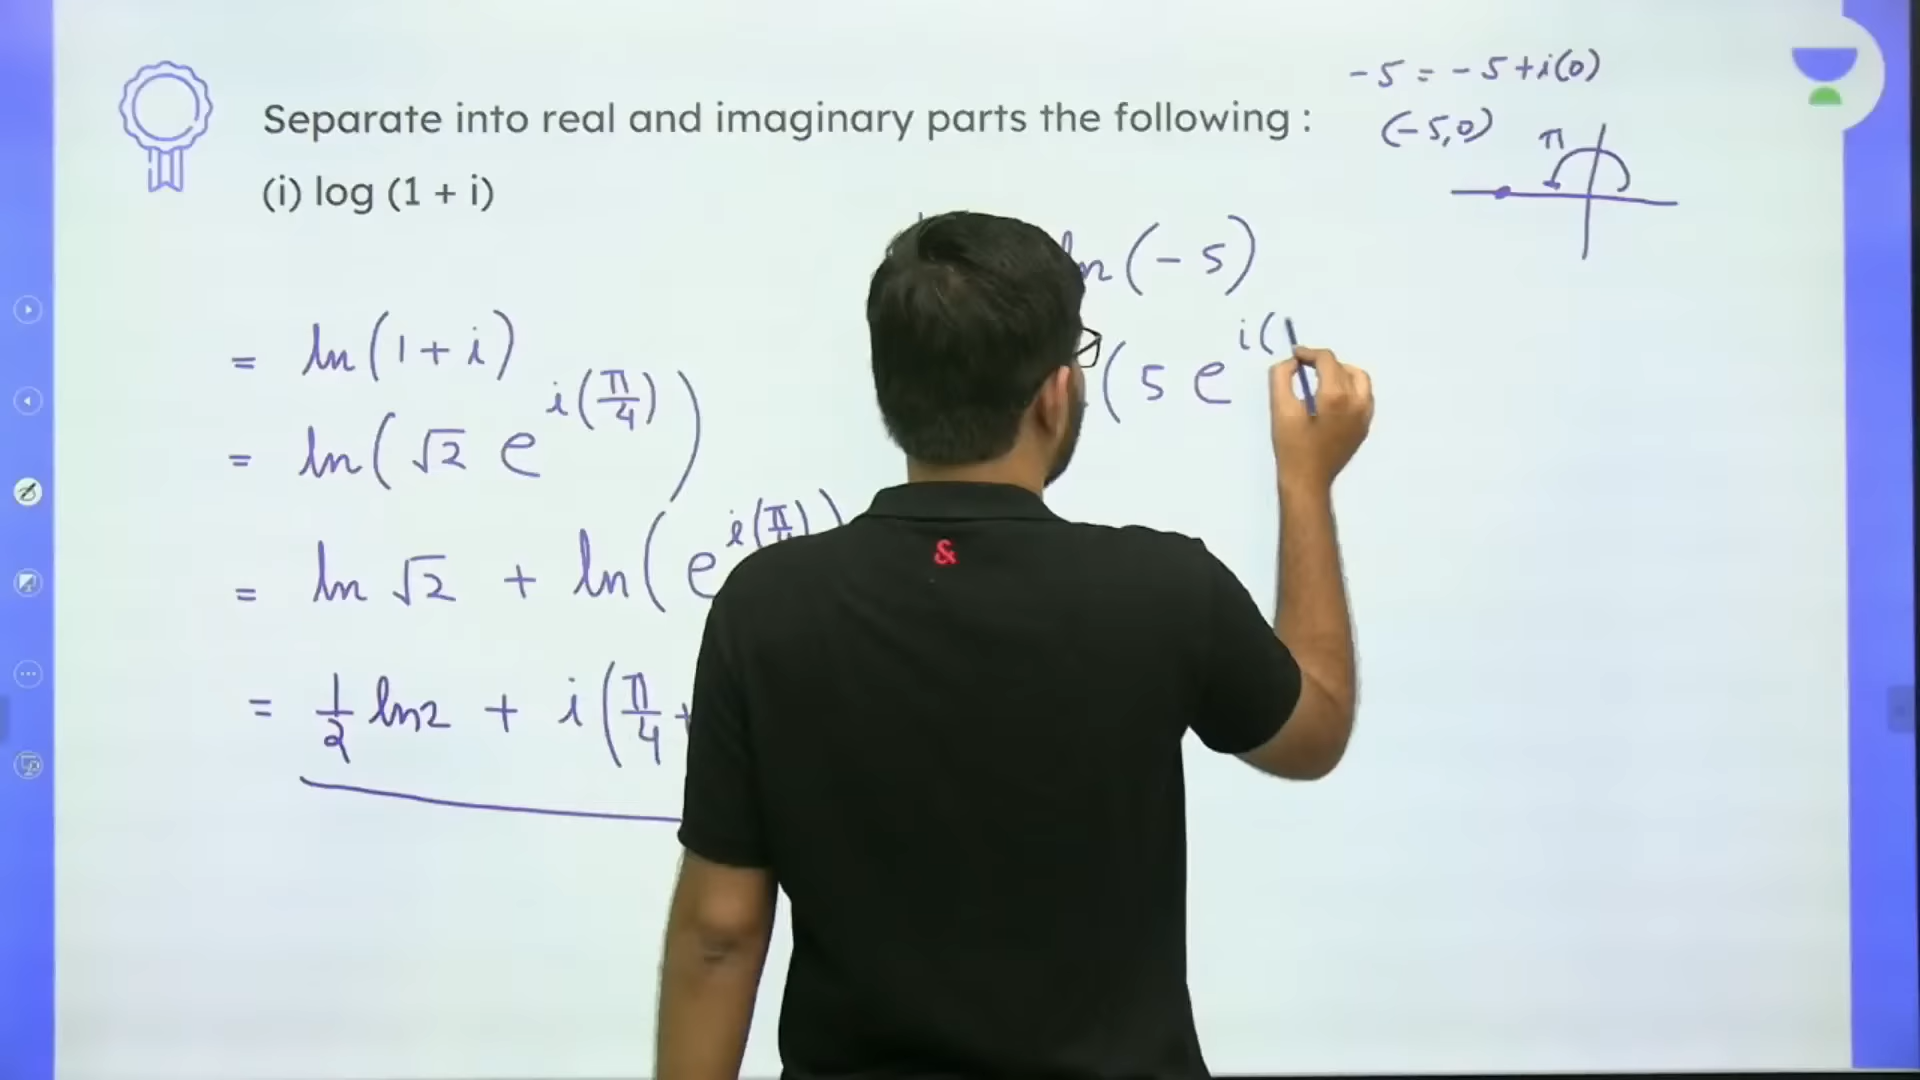 Separate into real and imaginary parts the following :
(i) log (1 + i)
= ln(1 + i)
= ln(√2 e^{i(π/4)})
= ln √2 + ln(e^{i(π
= 1/2 ln2 + i(π/4 +
-5 = -5 + i(0)
(-5,0)
π
ln(-5)
(5 e^{i(
&